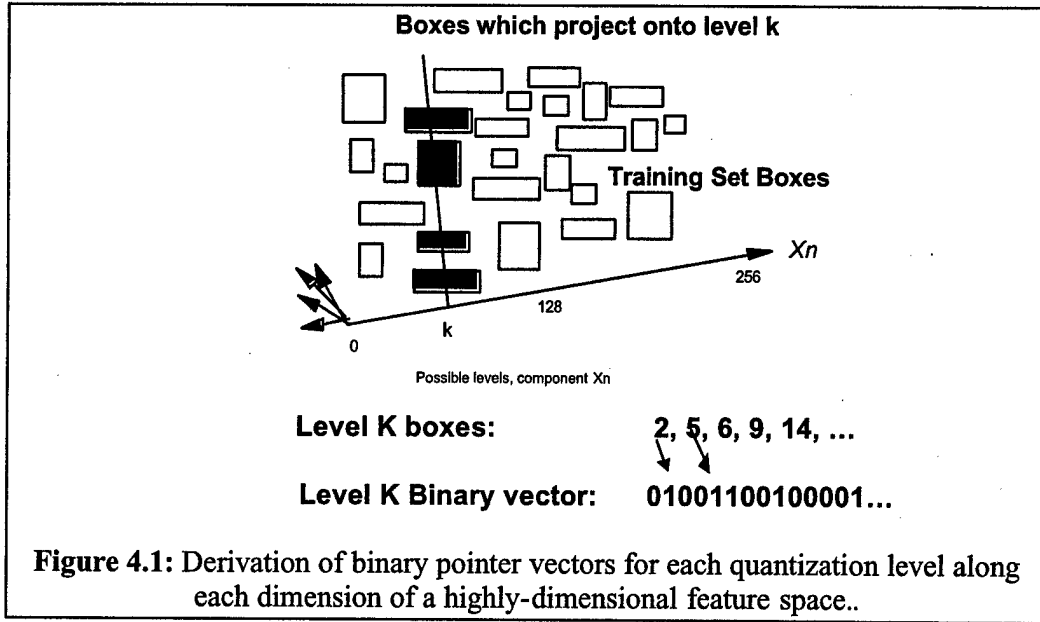 Boxes which project onto level k
Training Set Boxes
Xn
256
128
k
0
Possible levels, component Xn
Level K boxes: 2, 5, 6, 9, 14, ...
Level K Binary vector: 01001100100001...
Figure 4.1: Derivation of binary pointer vectors for each quantization level along
each dimension of a highly-dimensional feature space..